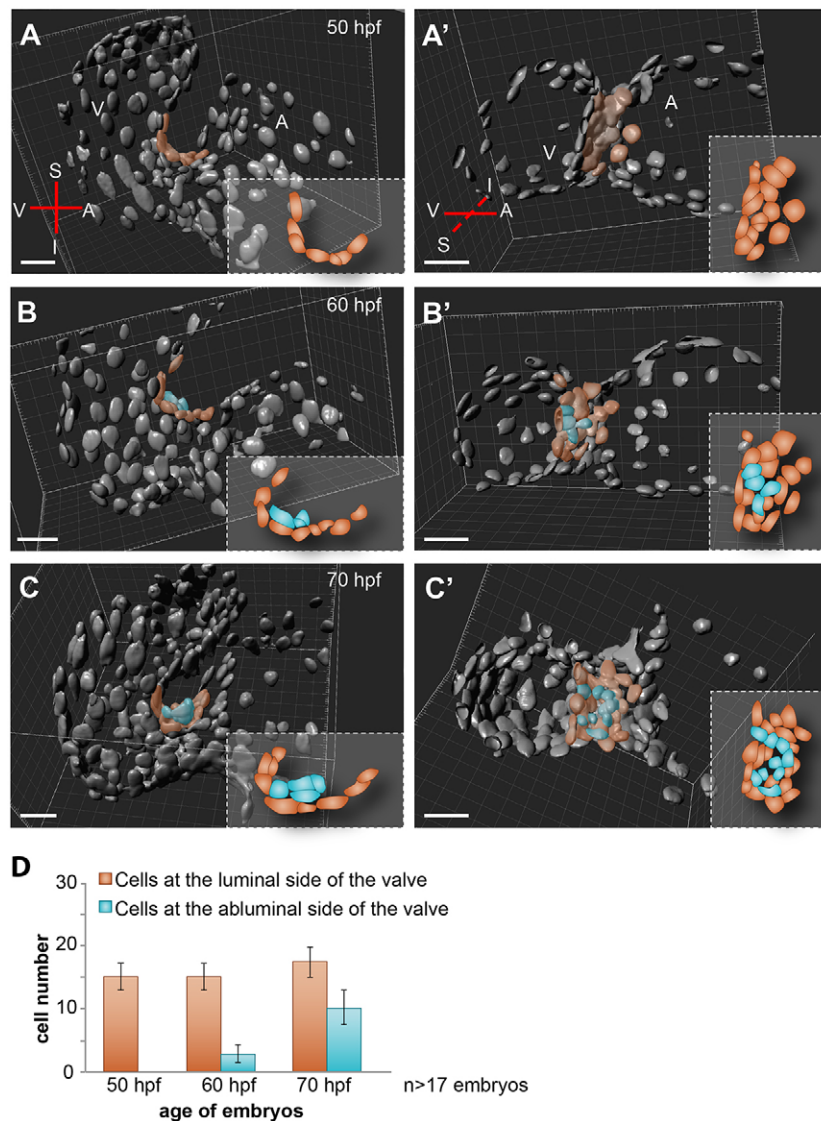 A
50 hpf
V
A
S
V
A
I
A'
A
V
I
V
A
S
B
60 hpf
B'
C
70 hpf
C'
D
30
20
10
0
cell number
Cells at the luminal side of the valve
Cells at the abluminal side of the valve
50 hpf 60 hpf 70 hpf
n>17 embryos
age of embryos